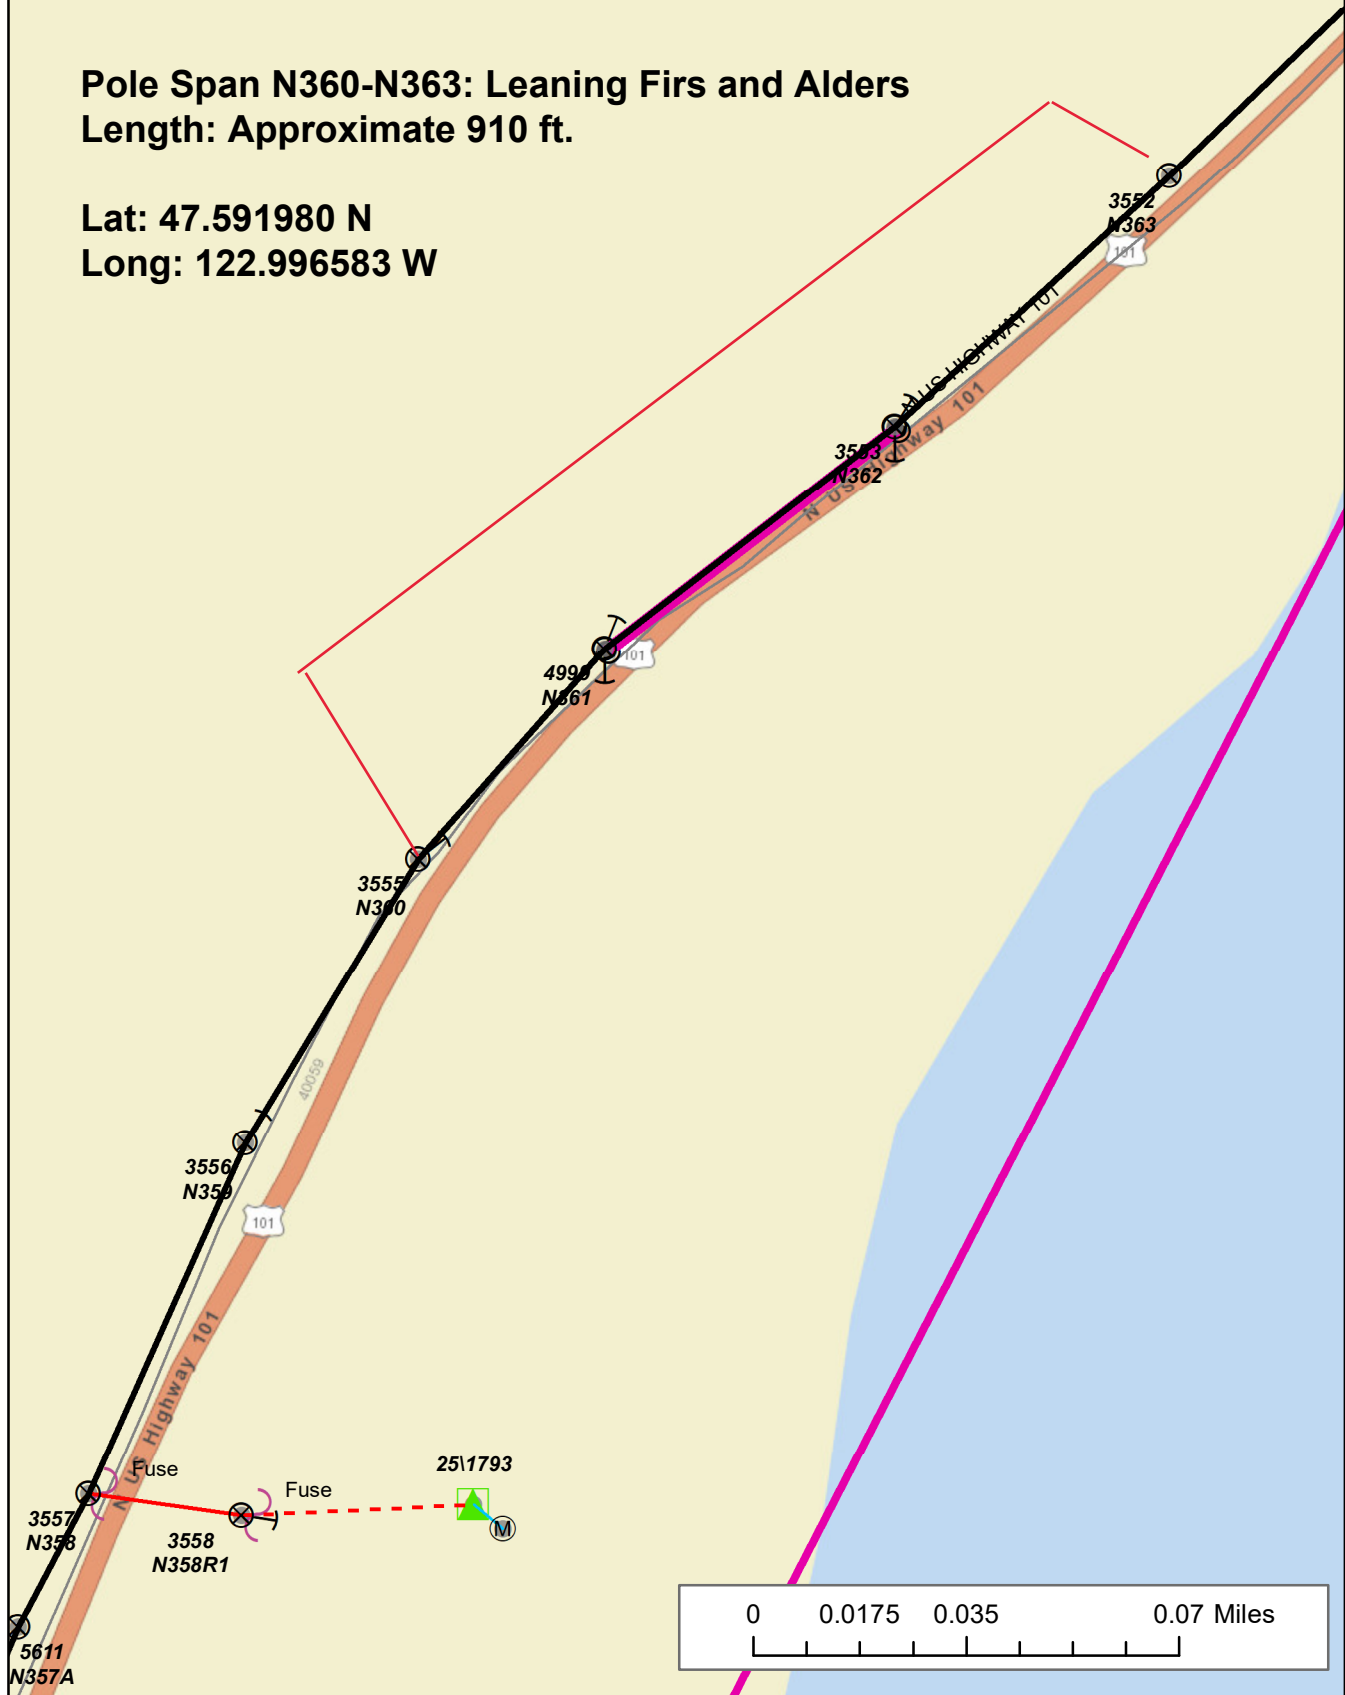 Pole Span N360-N363: Leaning Firs and Alders
Length: Approximate 910 ft.
Lat: 47.591980 N
Long: 122.996583 W
3552
N363
101
N US HIGHWAY 101
N US Highway 101
3553
N362
101
4999
N361
3555
N360
40059
3556
N359
101
N US Highway 101
Fuse
3557
N358
Fuse
3558
N358R1
25\1793
M
5611
N357A
0 0.0175 0.035 0.07 Miles